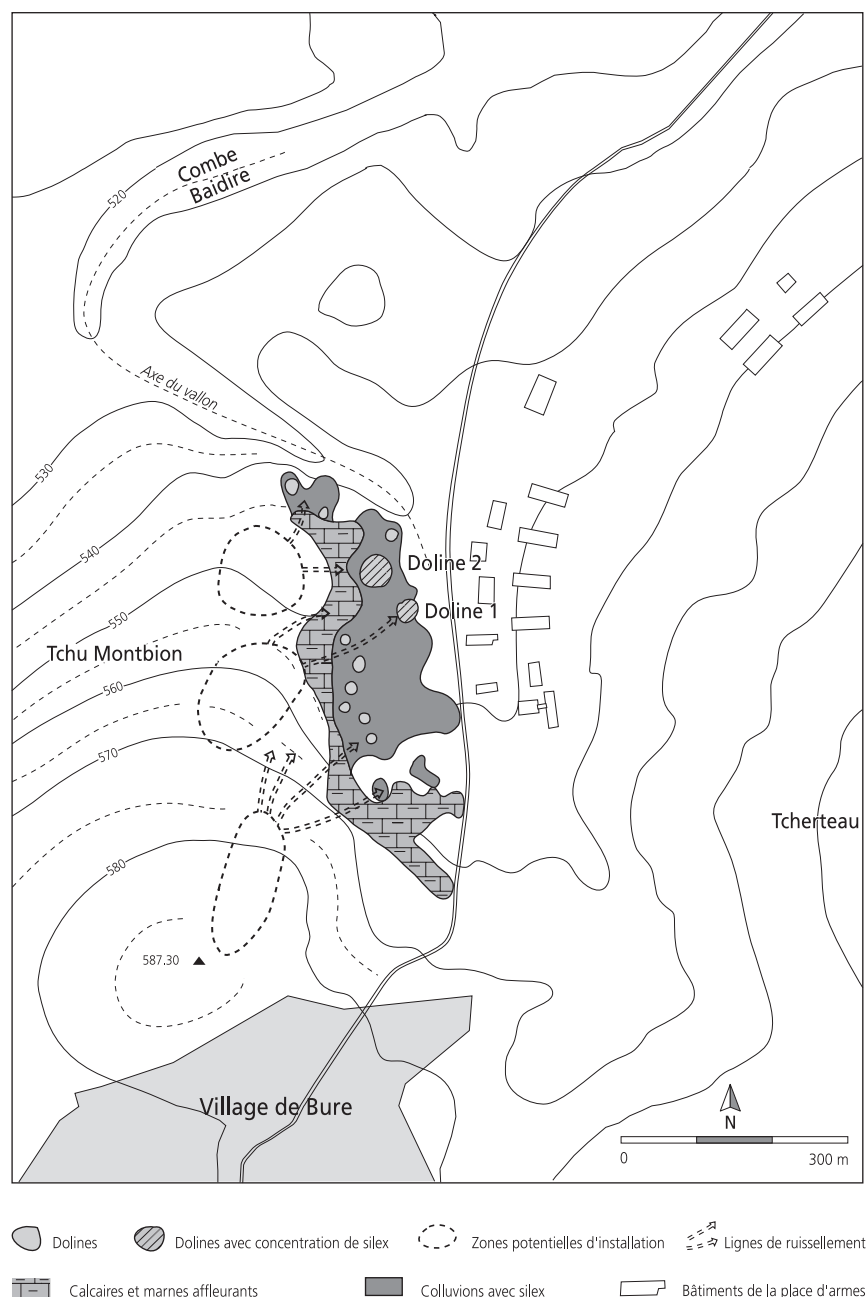 Combe
Baidire
520
Axe du vallon
530
540
Doline 2
Doline 1
550
Tchu Montbion
560
570
Tcherteau
580
587.30
Village de Bure
N
0 300 m
Dolines
Dolines avec concentration de silex
Zones potentielles d'installation
Lignes de ruissellement
Calcaires et marnes affleurants
Colluvions avec silex
Bâtiments de la place d'armes